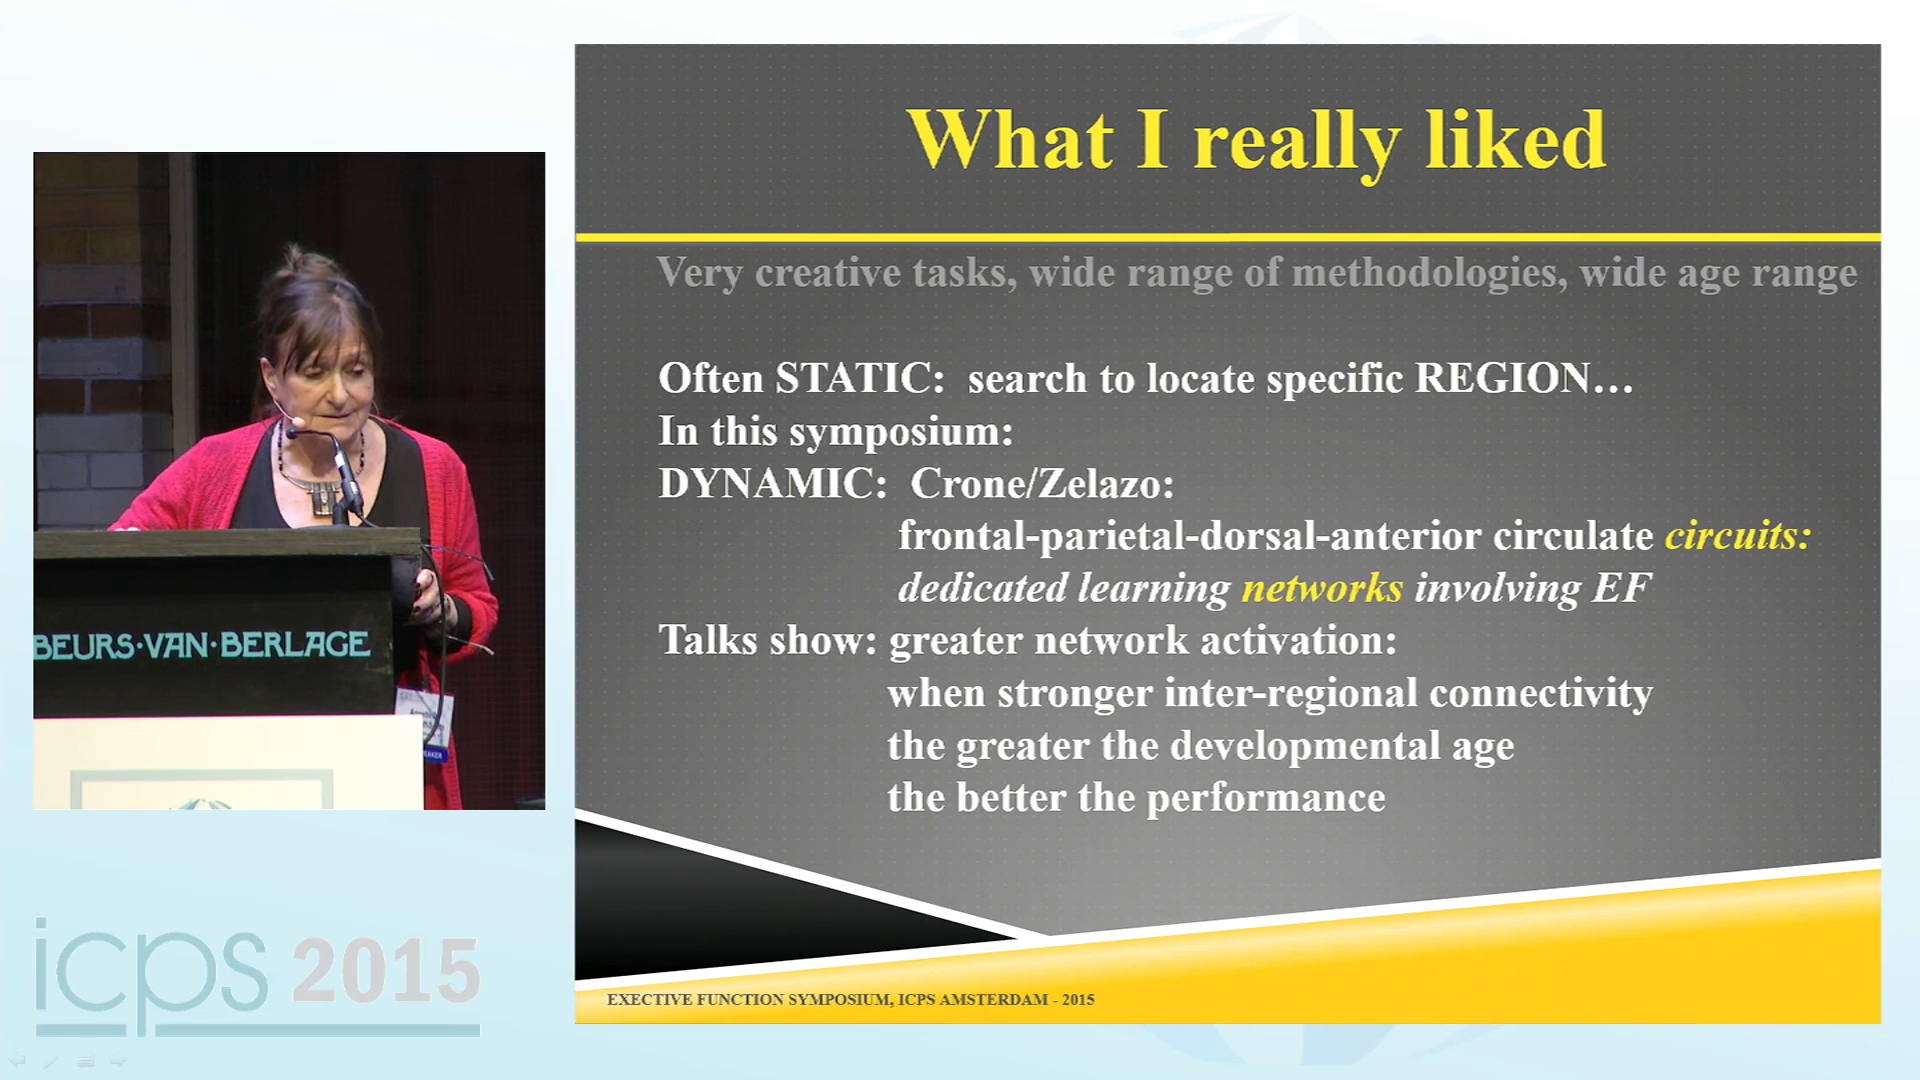 What I really liked
Very creative tasks, wide range of methodologies, wide age range
Often STATIC: search to locate specific REGION…
In this symposium:
DYNAMIC: Crone/Zelazo:
frontal-parietal-dorsal-anterior circulate circuits:
dedicated learning networks involving EF
Talks show: greater network activation:
when stronger inter-regional connectivity
the greater the developmental age
the better the performance
EXECTIVE FUNCTION SYMPOSIUM, ICPS AMSTERDAM - 2015
BEURS·VAN·BERLAGE
icps 2015